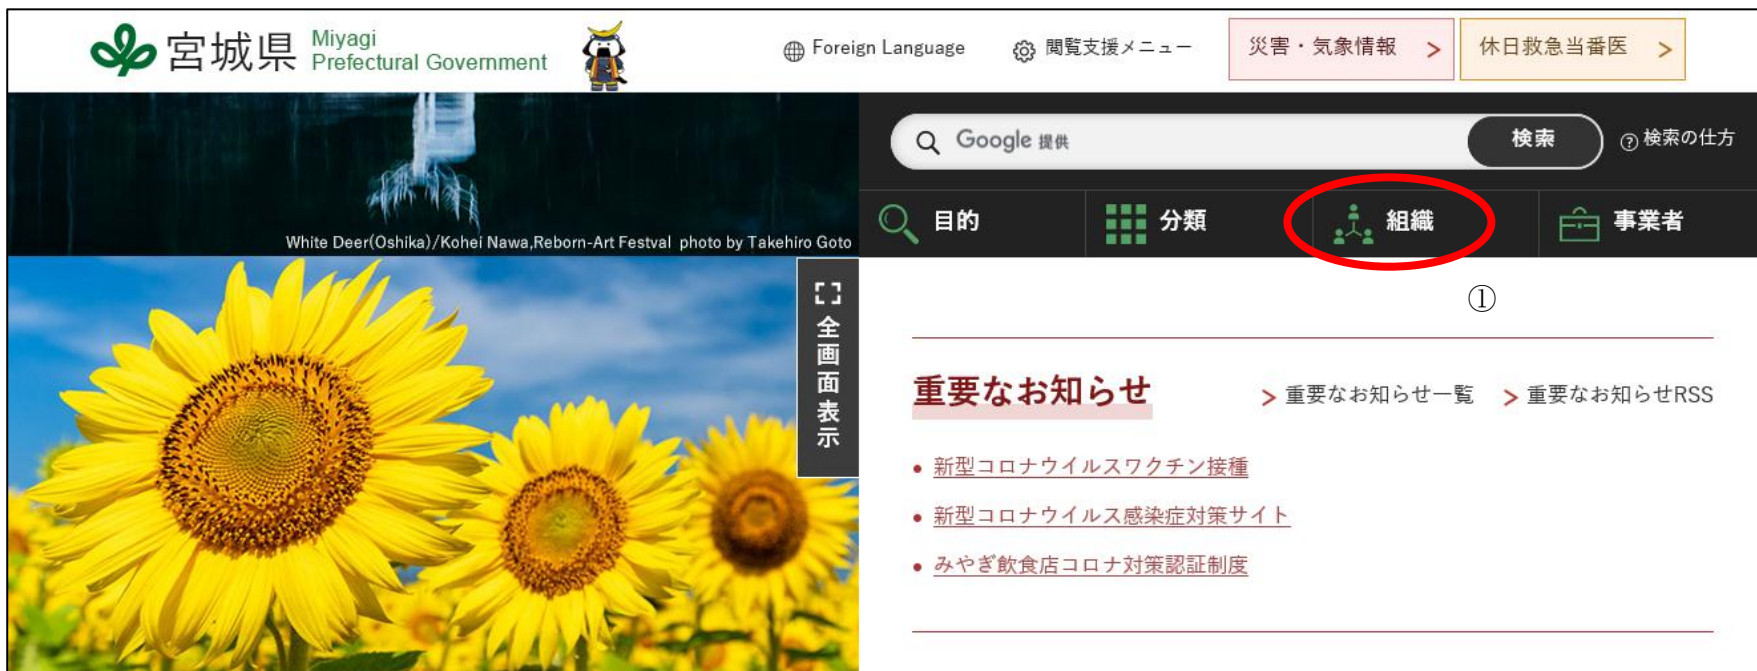 宮城県 Miyagi Prefectural Government
Foreign Language
閲覧支援メニュー
災害・気象情報 >
休日救急当番医 >
Google 提供
検索
? 検索の仕方
目的
分類
組織
事業者
①
White Deer(Oshika)/Kohei Nawa,Reborn-Art Festval photo by Takehiro Goto
全画面表示
重要なお知らせ
> 重要なお知らせ一覧
> 重要なお知らせRSS
• 新型コロナウイルスワクチン接種
• 新型コロナウイルス感染症対策サイト
• みやぎ飲食店コロナ対策認証制度